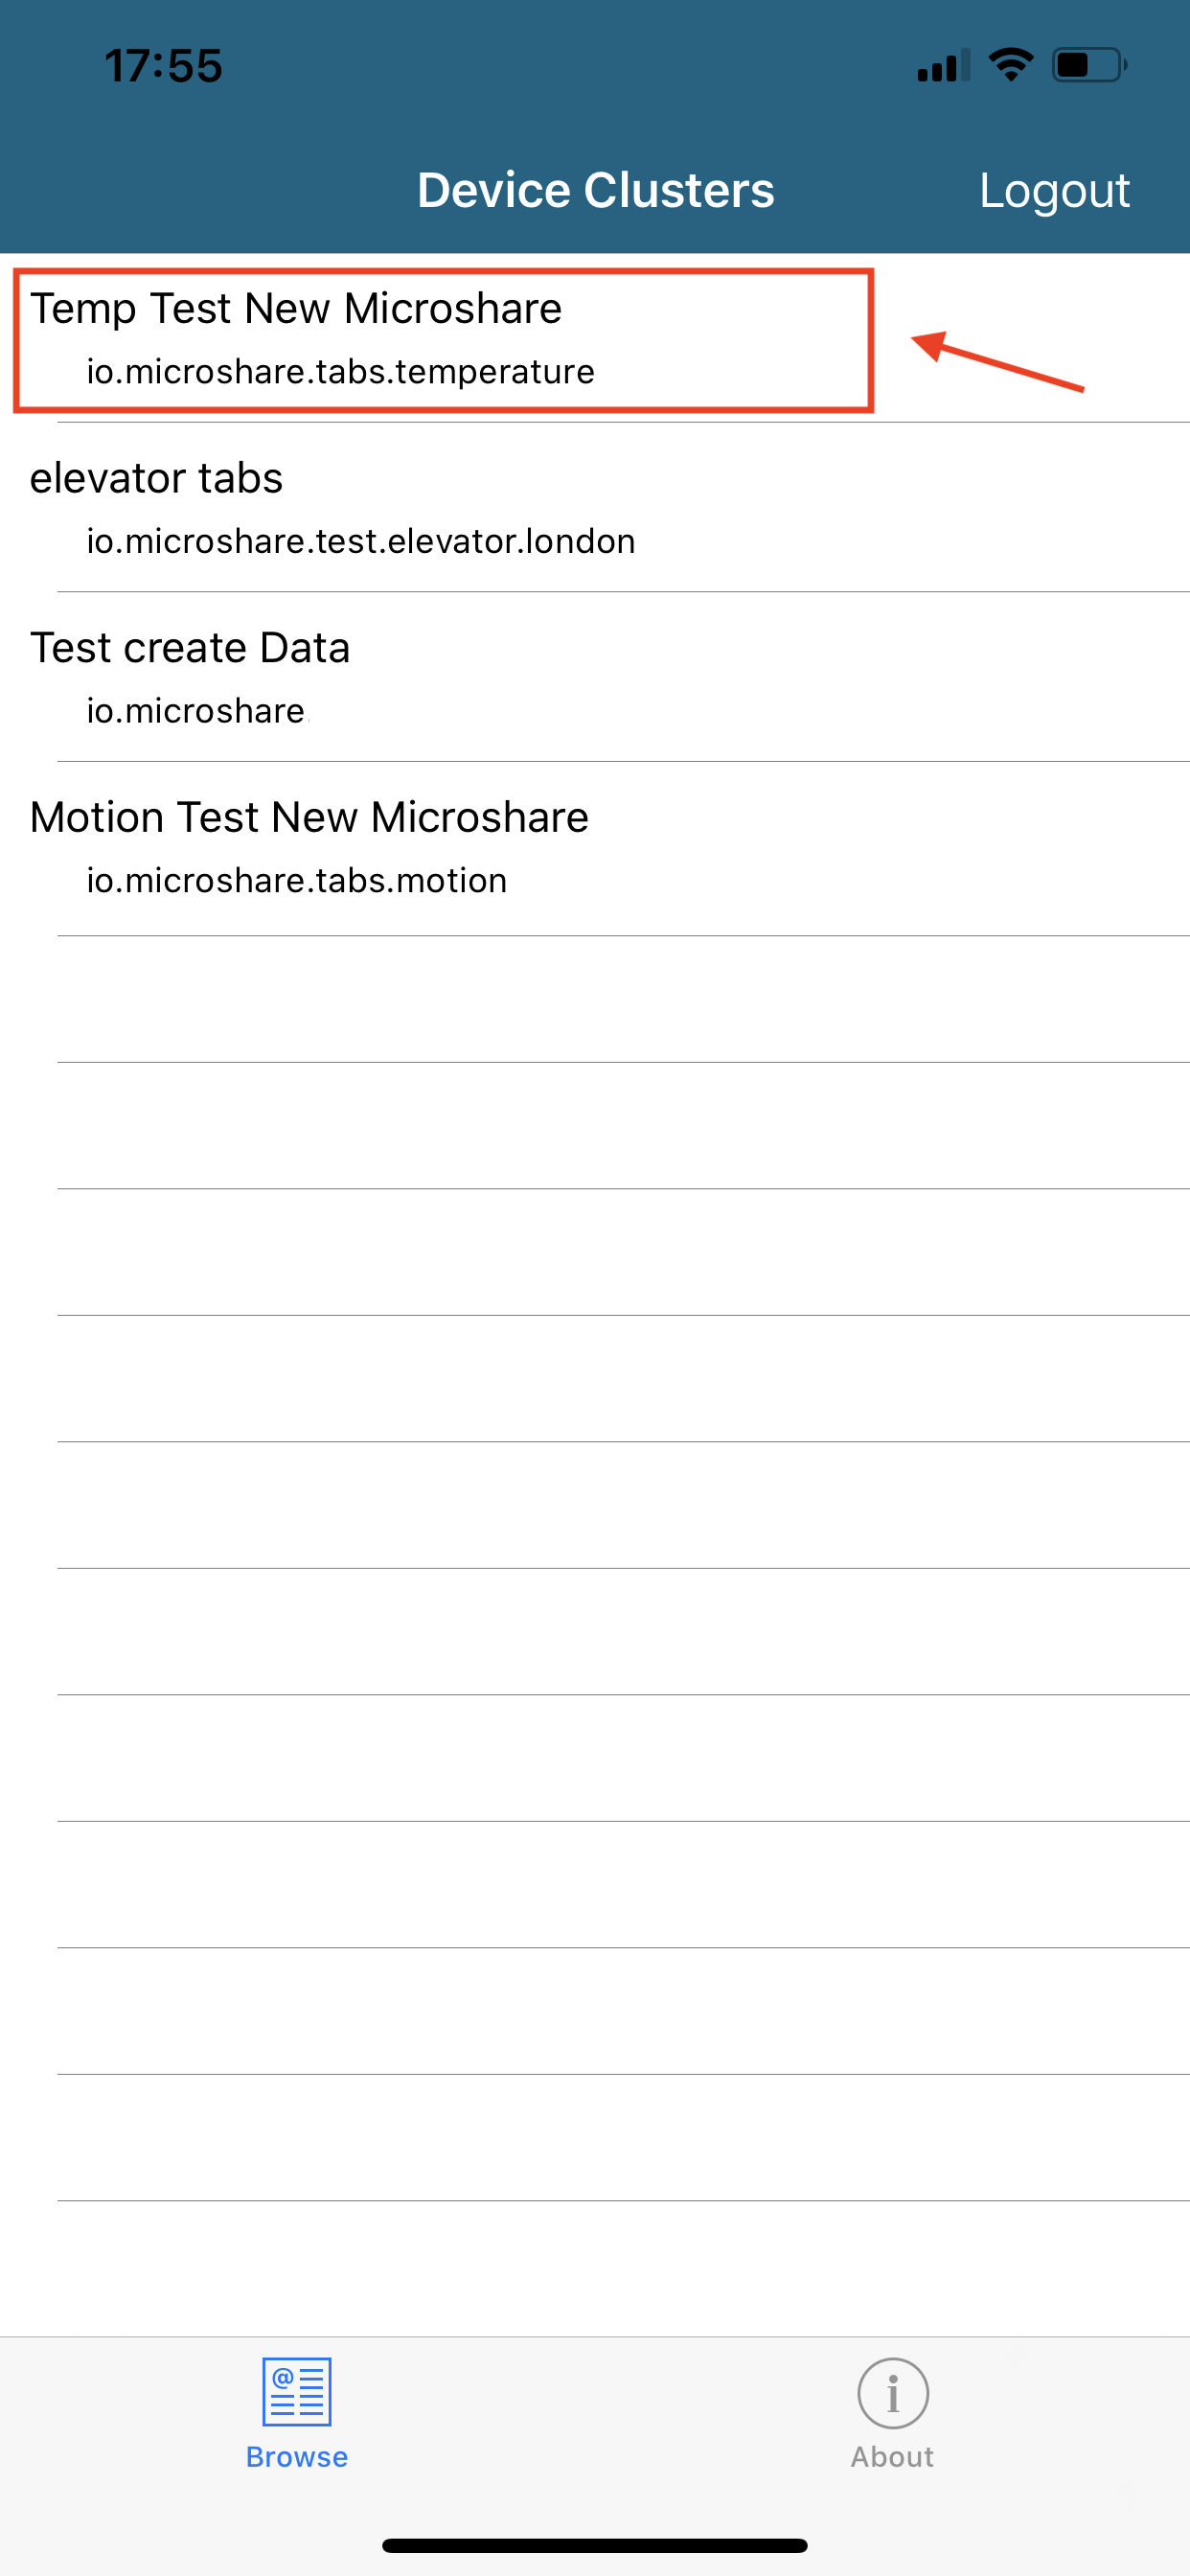 17:55
Device Clusters
Logout
Temp Test New Microshare
io.microshare.tabs.temperature
elevator tabs
io.microshare.test.elevator.london
Test create Data
io.microshare.
Motion Test New Microshare
io.microshare.tabs.motion
@
Browse
i
About